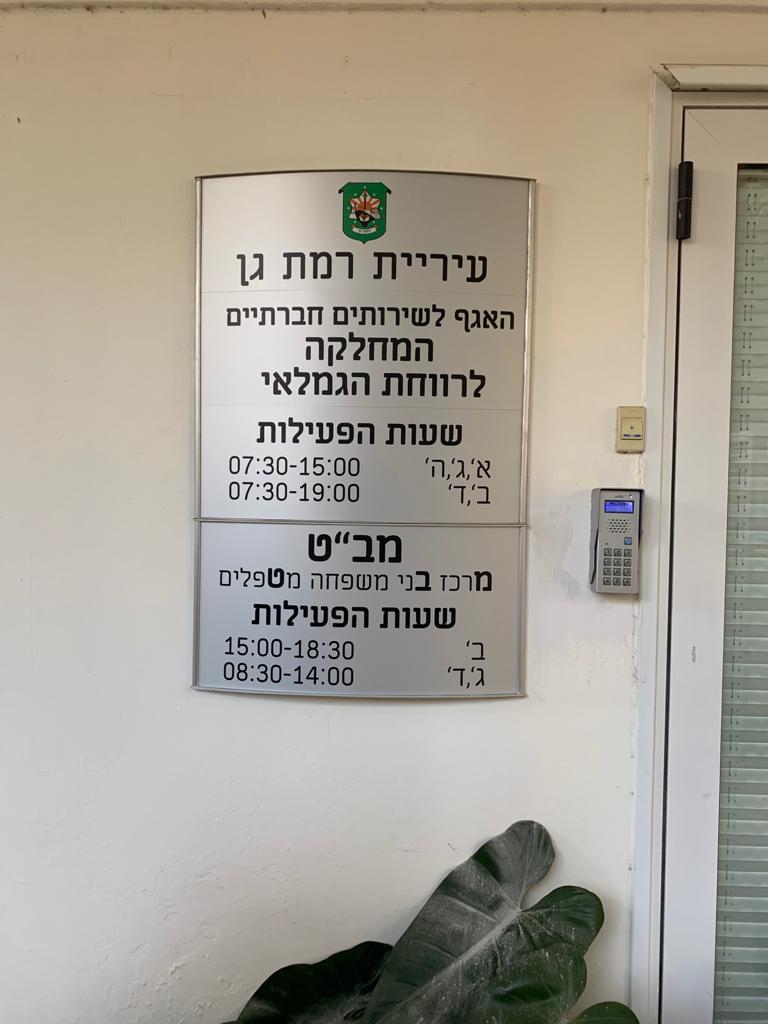 עיריית רמת גן
האגף לשירותים חברתיים
המחלקה
לרווחת הגמלאי
שעות הפעילות
א',ג',ה' 07:30-15:00
ב',ד' 07:30-19:00
מב"ט
מרכז בני משפחה מטפלים
שעות הפעילות
ב' 15:00-18:30
ג',ד' 08:30-14:00